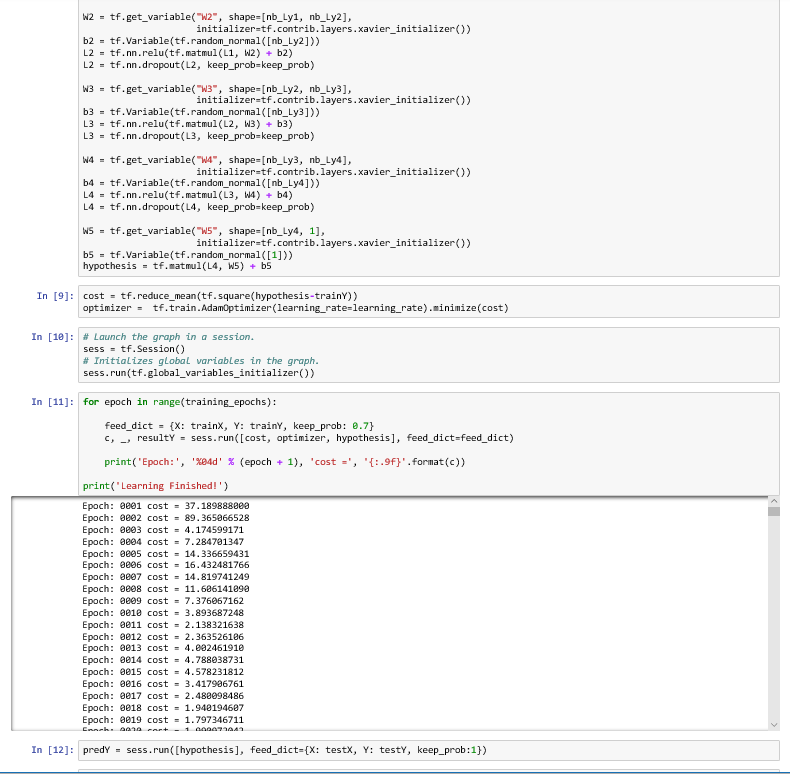 W2 = tf.get_variable("W2", shape=[nb_Ly1, nb_Ly2],
initializer=tf.contrib.layers.xavier_initializer())
b2 = tf.Variable(tf.random_normal([nb_Ly2]))
L2 = tf.nn.relu(tf.matmul(L1, W2) + b2)
L2 = tf.nn.dropout(L2, keep_prob=keep_prob)
W3 = tf.get_variable("W3", shape=[nb_Ly2, nb_Ly3],
initializer=tf.contrib.layers.xavier_initializer())
b3 = tf.Variable(tf.random_normal([nb_Ly3]))
L3 = tf.nn.relu(tf.matmul(L2, W3) + b3)
L3 = tf.nn.dropout(L3, keep_prob=keep_prob)
W4 = tf.get_variable("W4", shape=[nb_Ly3, nb_Ly4],
initializer=tf.contrib.layers.xavier_initializer())
b4 = tf.Variable(tf.random_normal([nb_Ly4]))
L4 = tf.nn.relu(tf.matmul(L3, W4) + b4)
L4 = tf.nn.dropout(L4, keep_prob=keep_prob)
W5 = tf.get_variable("W5", shape=[nb_Ly4, 1],
initializer=tf.contrib.layers.xavier_initializer())
b5 = tf.Variable(tf.random_normal([1]))
hypothesis = tf.matmul(L4, W5) + b5
In [9]: cost = tf.reduce_mean(tf.square(hypothesis-trainY))
optimizer =  tf.train.AdamOptimizer(learning_rate=learning_rate).minimize(cost)
In [10]: # Launch the graph in a session.
sess = tf.Session()
# Initializes global variables in the graph.
sess.run(tf.global_variables_initializer())
In [11]: for epoch in range(training_epochs):
feed_dict = {X: trainX, Y: trainY, keep_prob: 0.7}
c, _, resultY = sess.run([cost, optimizer, hypothesis], feed_dict=feed_dict)
print('Epoch:', '%04d' % (epoch + 1), 'cost =', '{:.9f}'.format(c))
print('Learning Finished!')
Epoch: 0001 cost = 37.189888000
Epoch: 0002 cost = 89.365066528
Epoch: 0003 cost = 4.174599171
Epoch: 0004 cost = 7.284701347
Epoch: 0005 cost = 14.336659431
Epoch: 0006 cost = 16.432481766
Epoch: 0007 cost = 14.819741249
Epoch: 0008 cost = 11.606141090
Epoch: 0009 cost = 7.376067162
Epoch: 0010 cost = 3.893687248
Epoch: 0011 cost = 2.138321638
Epoch: 0012 cost = 2.363526106
Epoch: 0013 cost = 4.002461910
Epoch: 0014 cost = 4.788038731
Epoch: 0015 cost = 4.578231812
Epoch: 0016 cost = 3.417906761
Epoch: 0017 cost = 2.480098486
Epoch: 0018 cost = 1.940194607
Epoch: 0019 cost = 1.797346711
Epoch: 0020 cost =
In [12]: predY = sess.run([hypothesis], feed_dict={X: testX, Y: testY, keep_prob:1})